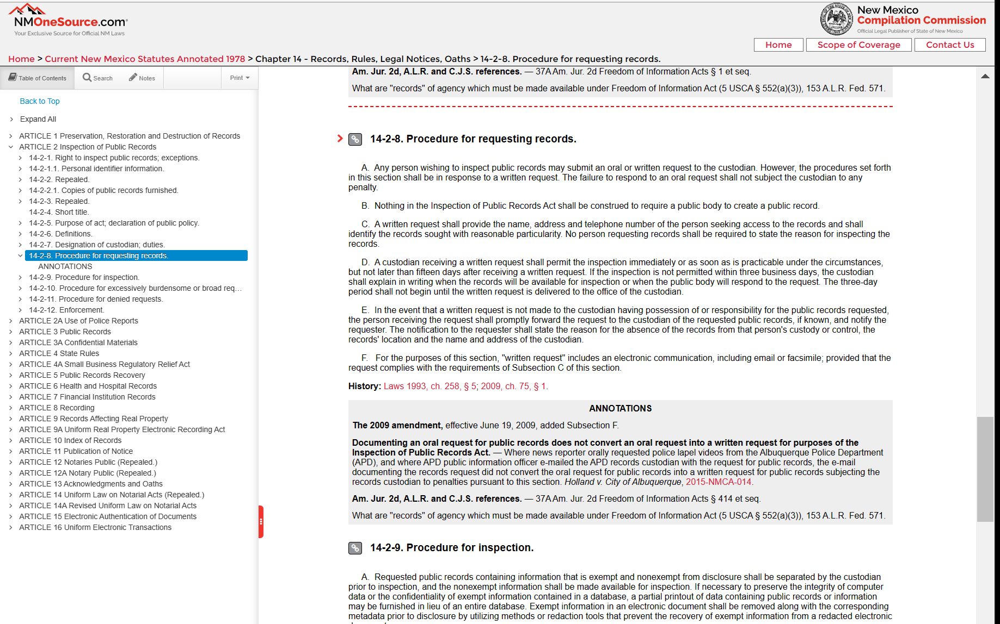 NMOneSource.com
Your Exclusive Source for Official NM Laws
New Mexico
Compilation Commission
Official Legal Publisher of State of New Mexico
Home
Scope of Coverage
Contact Us
Home > Current New Mexico Statutes Annotated 1978 > Chapter 14 - Records, Rules, Legal Notices, Oaths > 14-2-8. Procedure for requesting records.
Table of Contents
Search
Notes
Print
Back to Top
Expand All
ARTICLE 1 Preservation, Restoration and Destruction of Records
ARTICLE 2 Inspection of Public Records
14-2-1. Right to inspect public records; exceptions.
14-2-1.1. Personal identifier information.
14-2-2. Repealed.
14-2-2.1. Copies of public records furnished.
14-2-3. Repealed.
14-2-4. Short title.
14-2-5. Purpose of act; declaration of public policy.
14-2-6. Definitions.
14-2-7. Designation of custodian; duties.
14-2-8. Procedure for requesting records.
ANNOTATIONS
14-2-9. Procedure for inspection.
14-2-10. Procedure for excessively burdensome or broad req...
14-2-11. Procedure for denied requests.
14-2-12. Enforcement.
ARTICLE 2A Use of Police Reports
ARTICLE 3 Public Records
ARTICLE 3A Confidential Materials
ARTICLE 4 State Rules
ARTICLE 4A Small Business Regulatory Relief Act
ARTICLE 5 Public Records Recovery
ARTICLE 6 Health and Hospital Records
ARTICLE 7 Financial Institution Records
ARTICLE 8 Recording
ARTICLE 9 Records Affecting Real Property
ARTICLE 9A Uniform Real Property Electronic Recording Act
ARTICLE 10 Index of Records
ARTICLE 11 Publication of Notice
ARTICLE 12 Notaries Public (Repealed.)
ARTICLE 12A Notary Public (Repealed.)
ARTICLE 13 Acknowledgments and Oaths
ARTICLE 14 Uniform Law on Notarial Acts (Repealed.)
ARTICLE 14A Revised Uniform Law on Notarial Acts
ARTICLE 15 Electronic Authentication of Documents
ARTICLE 16 Uniform Electronic Transactions
Am. Jur. 2d, A.L.R. and C.J.S. references. — 37A Am. Jur. 2d Freedom of Information Acts § 1 et seq.
What are "records" of agency which must be made available under Freedom of Information Act (5 USCA § 552(a)(3)), 153 A.L.R. Fed. 571.
14-2-8. Procedure for requesting records.
A. Any person wishing to inspect public records may submit an oral or written request to the custodian. However, the procedures set forth
in this section shall be in response to a written request. The failure to respond to an oral request shall not subject the custodian to any
penalty.
B. Nothing in the Inspection of Public Records Act shall be construed to require a public body to create a public record.
C. A written request shall provide the name, address and telephone number of the person seeking access to the records and shall
identify the records sought with reasonable particularity. No person requesting records shall be required to state the reason for inspecting the
records.
D. A custodian receiving a written request shall permit the inspection immediately or as soon as is practicable under the circumstances,
but not later than fifteen days after receiving a written request. If the inspection is not permitted within three business days, the custodian
shall explain in writing when the records will be available for inspection or when the public body will respond to the request. The three-day
period shall not begin until the written request is delivered to the office of the custodian.
E. In the event that a written request is not made to the custodian having possession of or responsibility for the public records requested,
the person receiving the request shall promptly forward the request to the custodian of the requested public records, if known, and notify the
requester. The notification to the requester shall state the reason for the absence of the records from that person's custody or control, the
records' location and the name and address of the custodian.
F. For the purposes of this section, "written request" includes an electronic communication, including email or facsimile; provided that the
request complies with the requirements of Subsection C of this section.
History: Laws 1993, ch. 258, § 5; 2009, ch. 75, § 1.
ANNOTATIONS
The 2009 amendment, effective June 19, 2009, added Subsection F.
Documenting an oral request for public records does not convert an oral request into a written request for purposes of the
Inspection of Public Records Act. — Where news reporter orally requested police lapel videos from the Albuquerque Police Department
(APD), and where APD public information officer e-mailed the APD records custodian with the request for public records, the e-mail
documenting the records request did not convert the oral request for public records into a written request for public records subjecting the
records custodian to penalties pursuant to this section. Holland v. City of Albuquerque, 2015-NMCA-014.
Am. Jur. 2d, A.L.R. and C.J.S. references. — 37A Am. Jur. 2d Freedom of Information Acts § 414 et seq.
What are "records" of agency which must be made available under Freedom of Information Act (5 USCA § 552(a)(3)), 153 A.L.R. Fed. 571.
14-2-9. Procedure for inspection.
A. Requested public records containing information that is exempt and nonexempt from disclosure shall be separated by the custodian
prior to inspection, and the nonexempt information shall be made available for inspection. If necessary to preserve the integrity of computer
data or the confidentiality of exempt information contained in a database, a partial printout of data containing public records or information
may be furnished in lieu of an entire database. Exempt information in an electronic document shall be removed along with the corresponding
metadata prior to disclosure by utilizing methods or redaction tools that prevent the recovery of exempt information from a redacted electronic